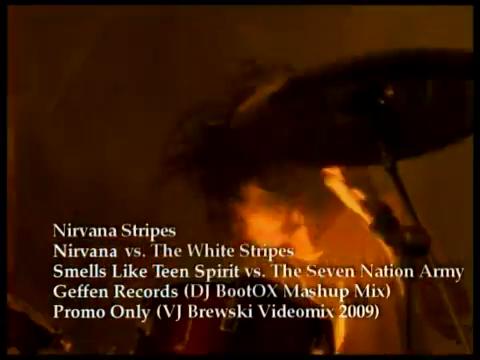 Nirvana Stripes
Nirvana vs. The White Stripes
Smells Like Teen Spirit vs. The Seven Nation Army
Geffen Records (DJ BootOX Mashup Mix)
Promo Only (VJ Brewski Videomix 2009)